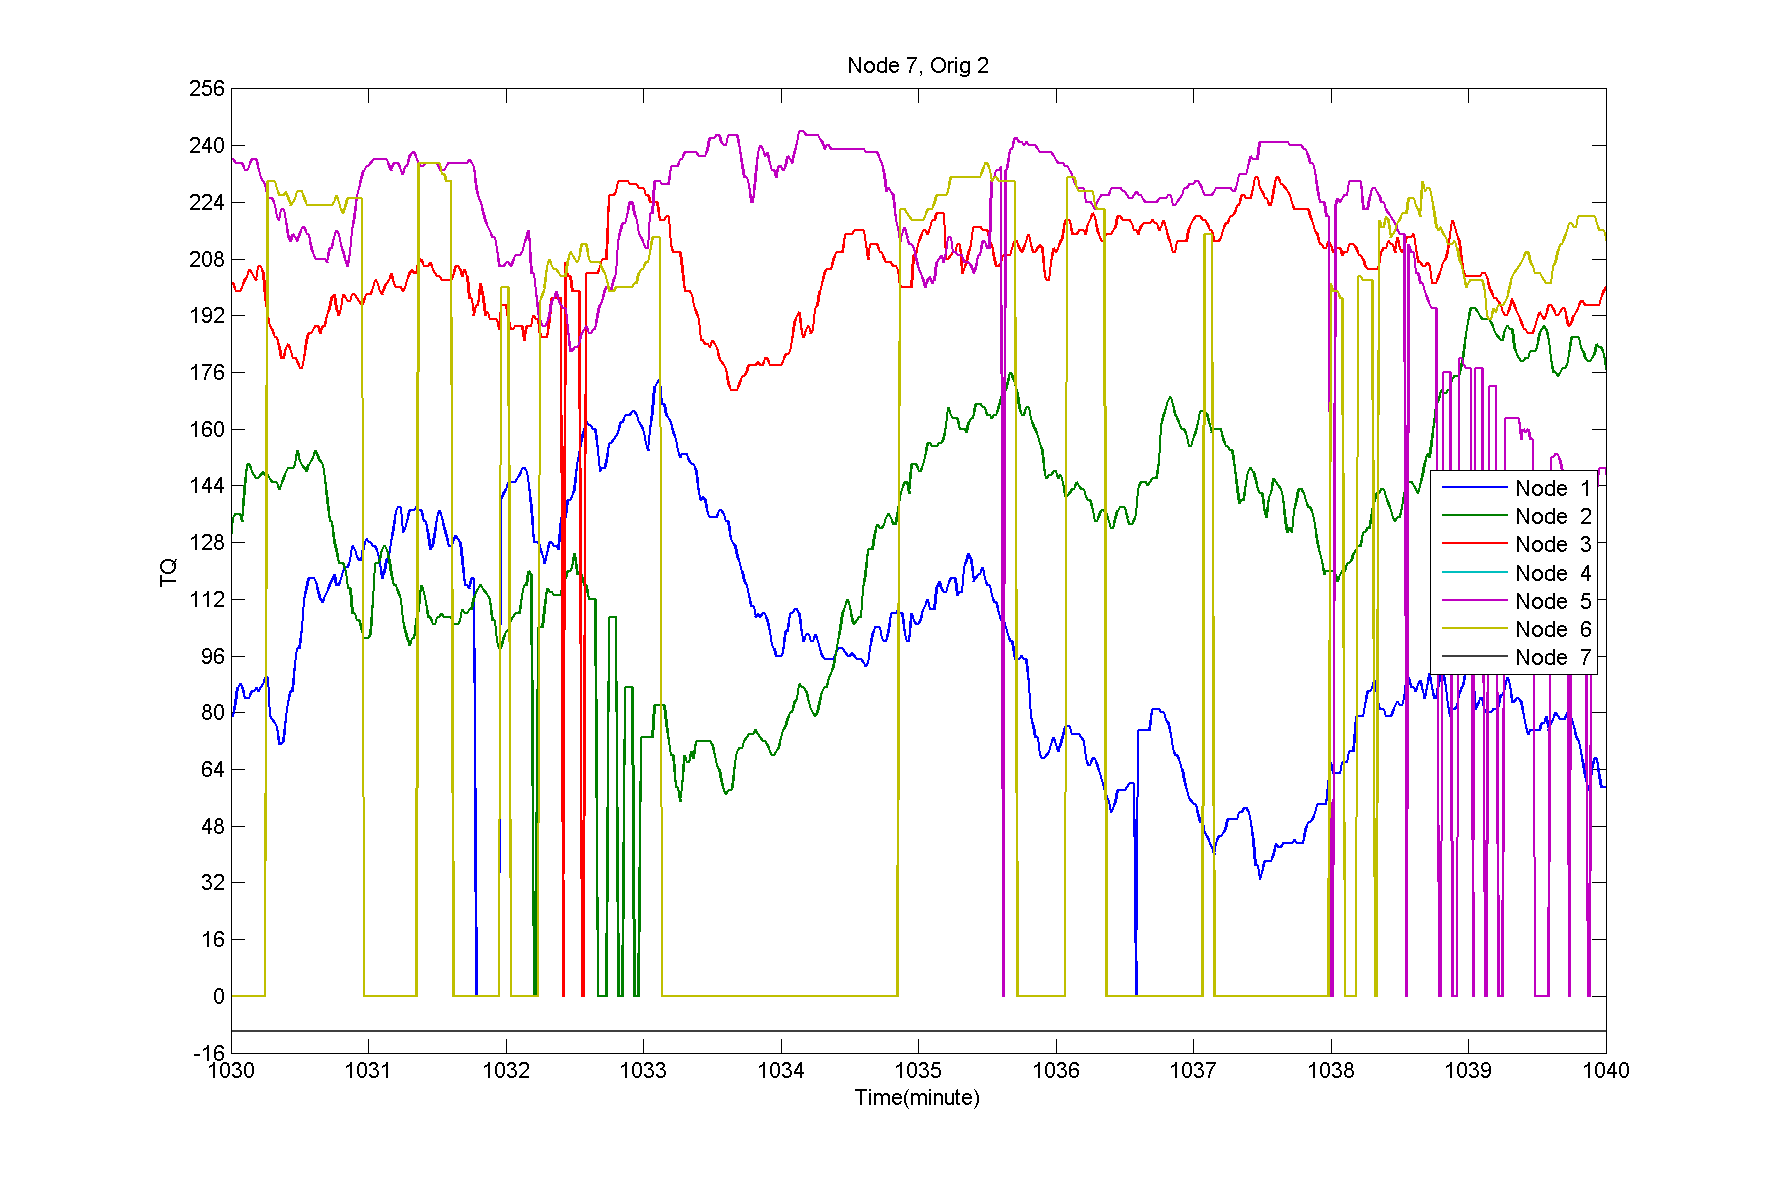 Node 7, Orig 2
256
240
224
208
192
176
160
144
128
112
96
80
64
48
32
16
0
-16
TQ
1030 1031 1032 1033 1034 1035 1036 1037 1038 1039 1040
Time(minute)
Node 1
Node 2
Node 3
Node 4
Node 5
Node 6
Node 7